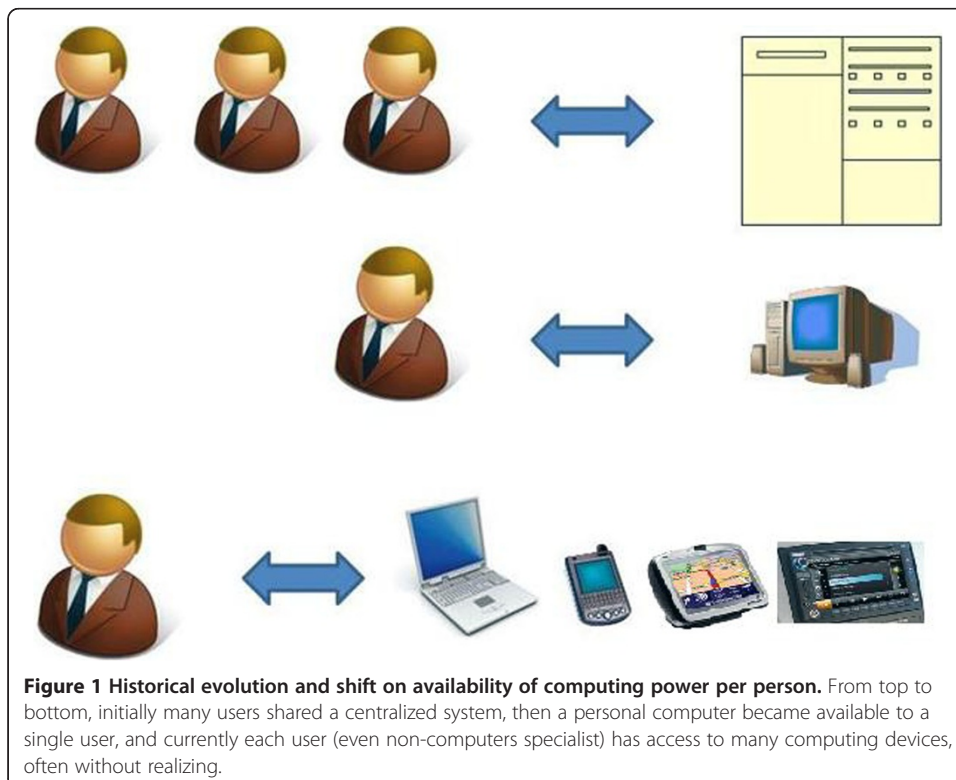 Figure 1 Historical evolution and shift on availability of computing power per person. From top to
bottom, initially many users shared a centralized system, then a personal computer became available to a
single user, and currently each user (even non-computers specialist) has access to many computing devices,
often without realizing.